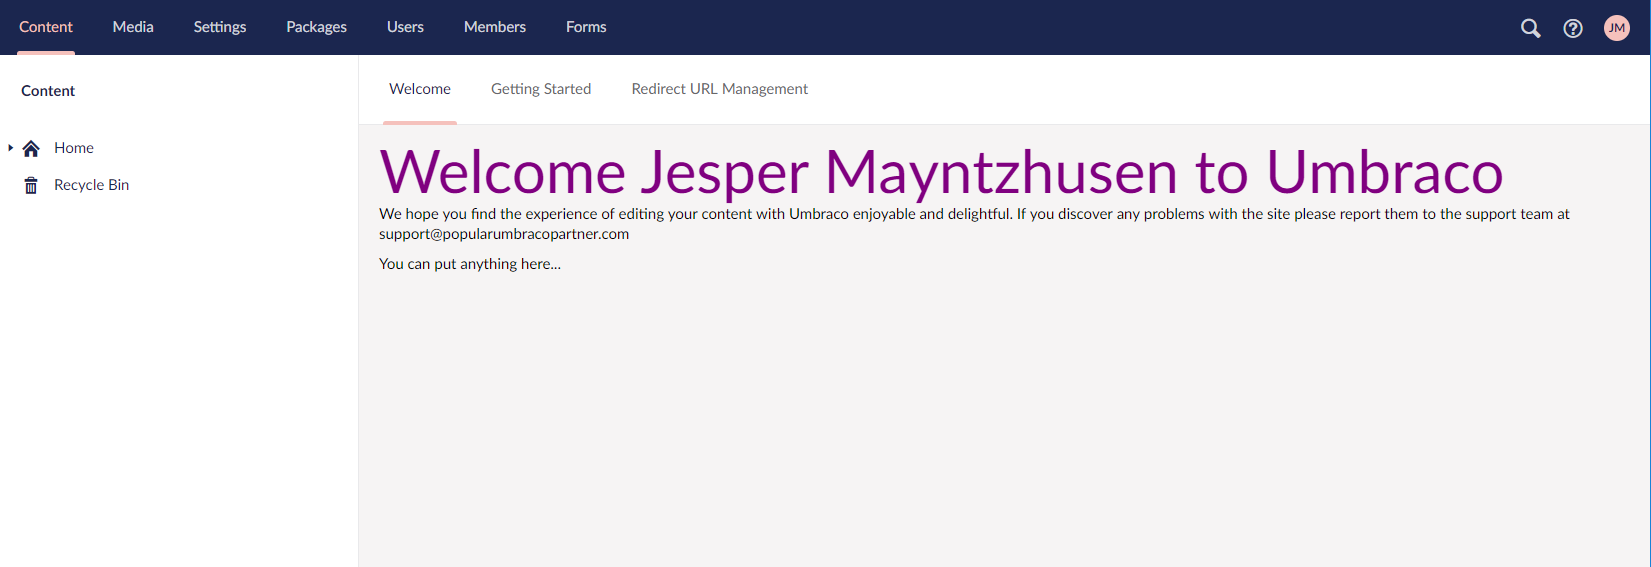 Content Media Settings Packages Users Members Forms JM
Content
Home
Recycle Bin
Welcome Getting Started Redirect URL Management
Welcome Jesper Mayntzhusen to Umbraco
We hope you find the experience of editing your content with Umbraco enjoyable and delightful. If you discover any problems with the site please report them to the support team at
support@popularumbracopartner.com
You can put anything here...